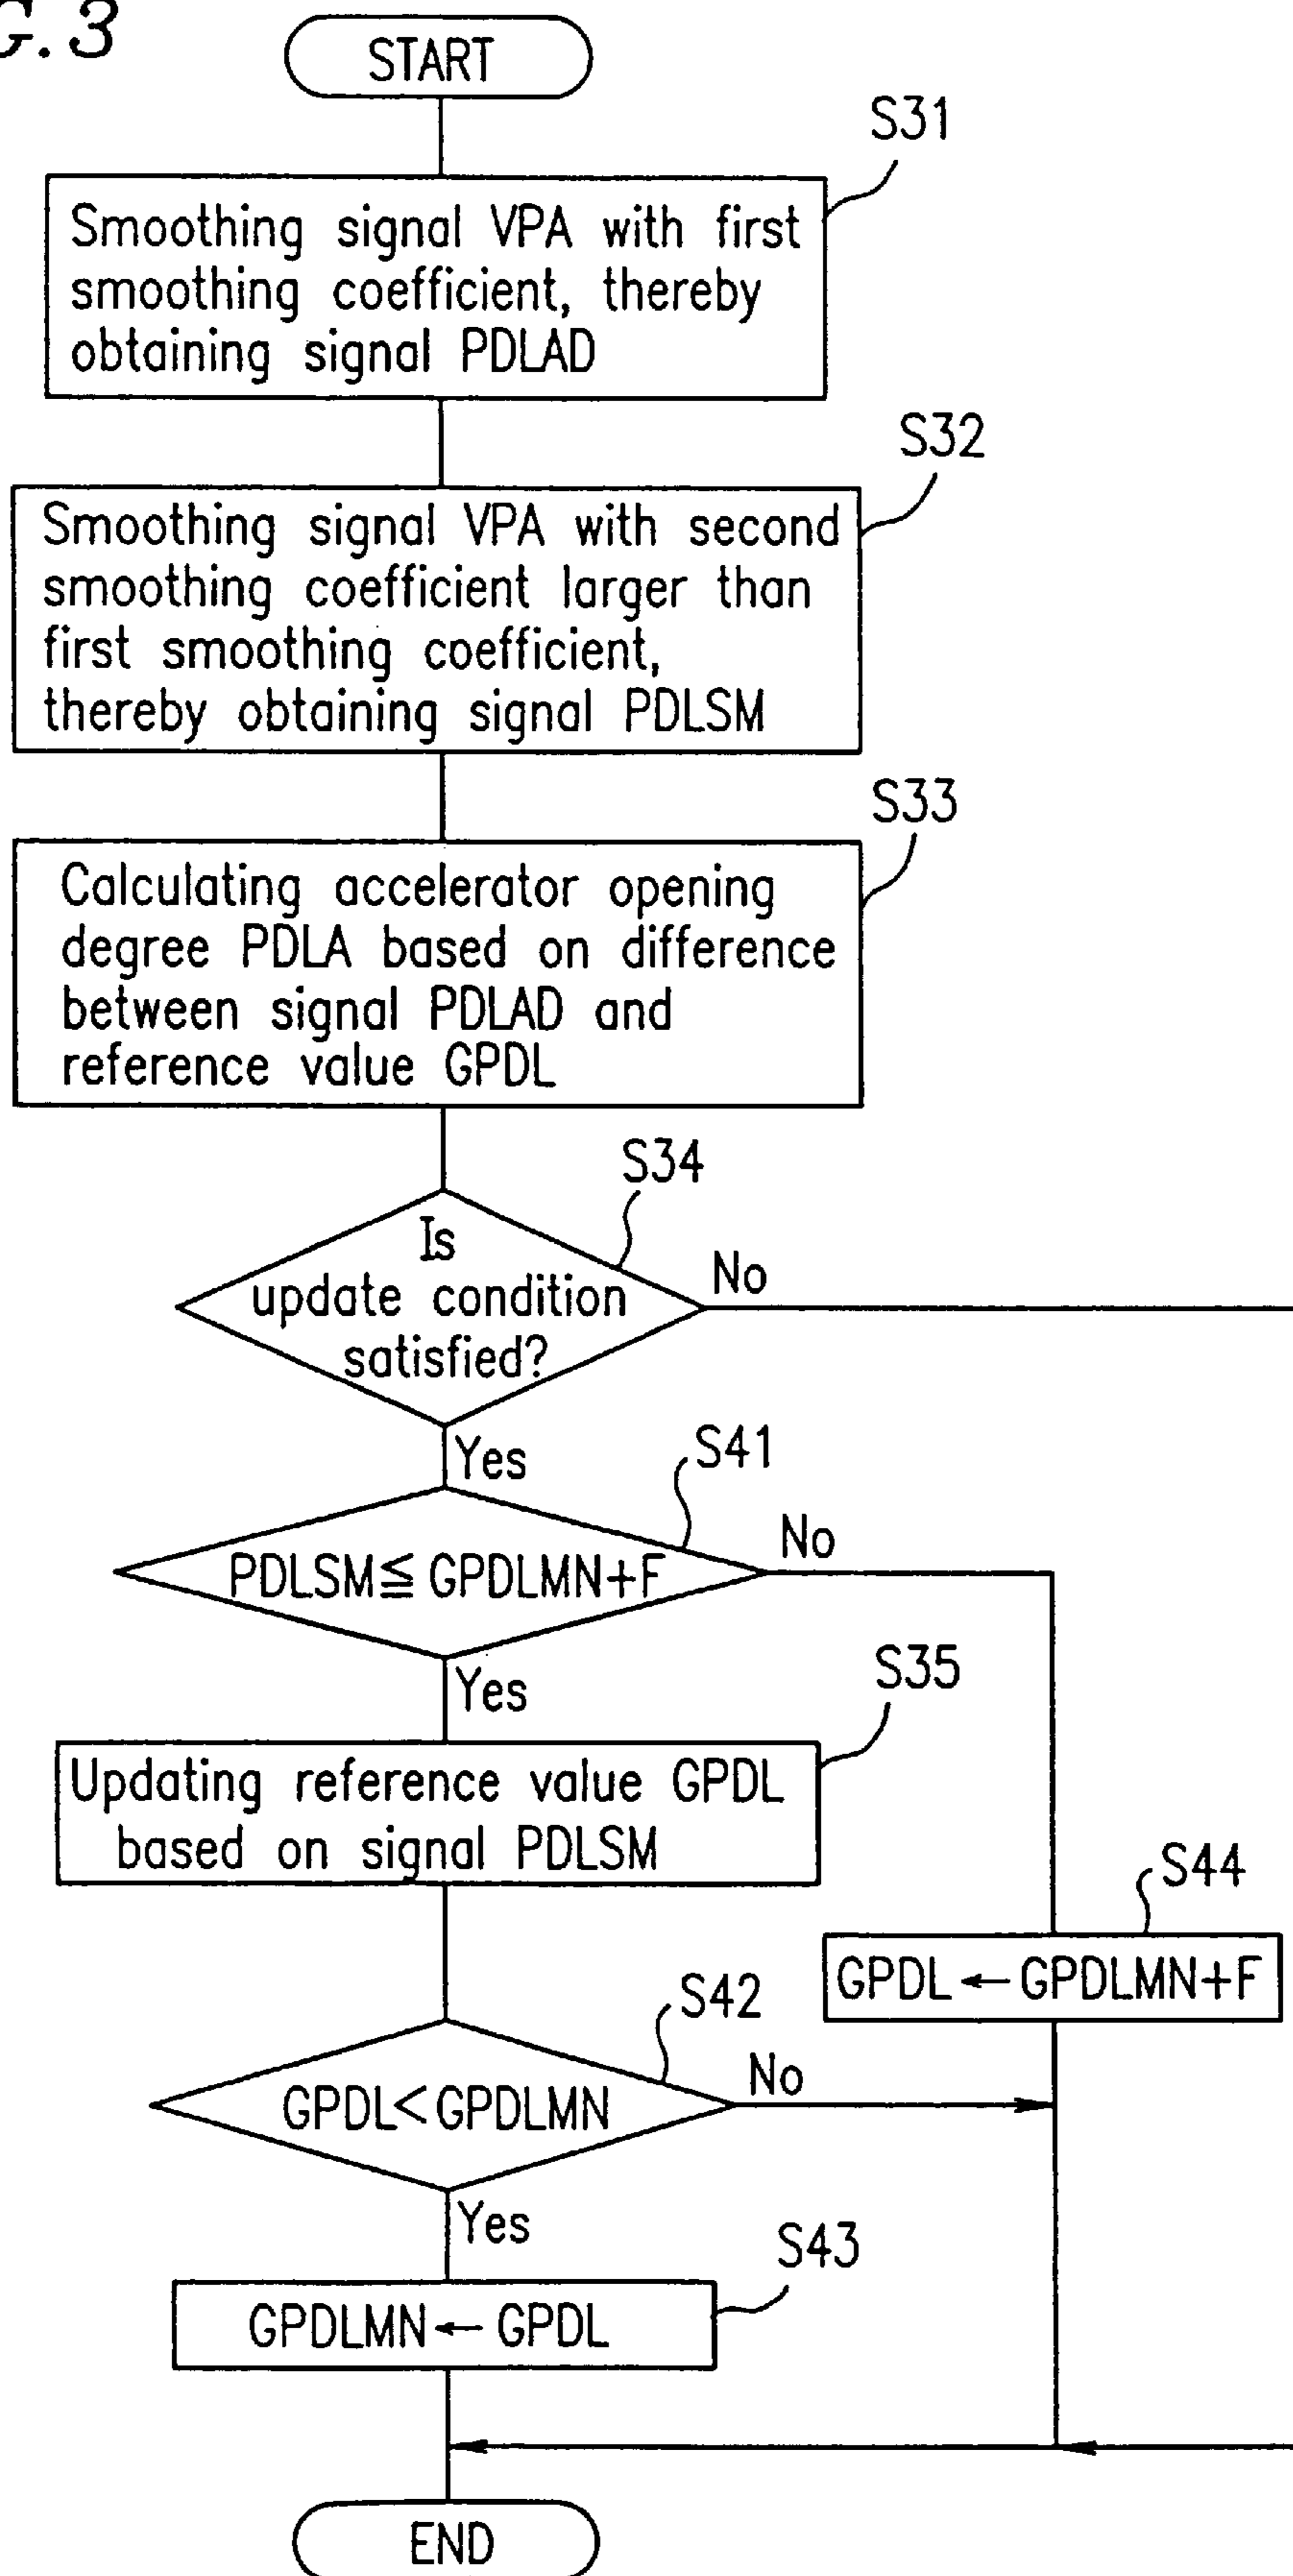 G.3
START
S31
Smoothing signal VPA with first
smoothing coefficient, thereby
obtaining signal PDLAD
S32
Smoothing signal VPA with second
smoothing coefficient larger than
first smoothing coefficient,
thereby obtaining signal PDLSM
S33
Calculating accelerator opening
degree PDLA based on difference
between signal PDLAD and
reference value GPDL
S34
Is
update condition
satisfied?
No
Yes
S41
PDLSM≦GPDLMN+F
No
Yes
S35
Updating reference value GPDL
based on signal PDLSM
S44
GPDL←GPDLMN+F
S42
GPDL<GPDLMN
No
Yes
S43
GPDLMN←GPDL
END